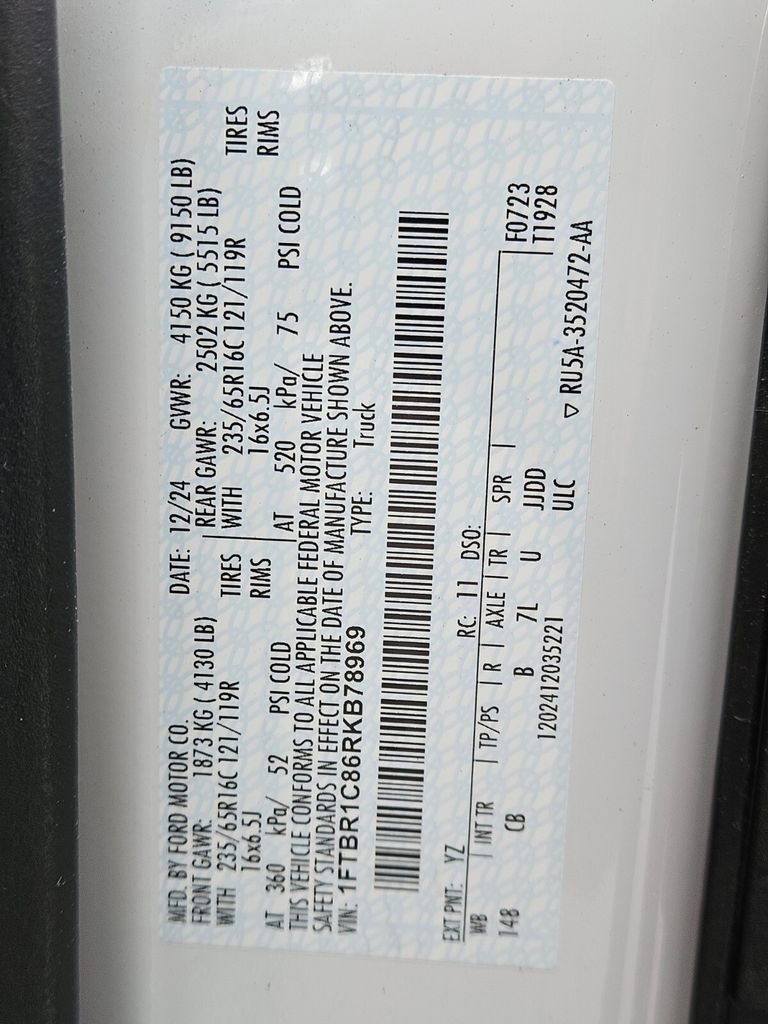 MFD. BY FORD MOTOR CO. DATE: 12/24 GVWR: 4150 KG ( 9150 LB)
FRONT GAWR: 1873 KG ( 4130 LB) REAR GAWR: 2502 KG ( 5515 LB)
WITH 235/65R16C 121/119R TIRES WITH 235/65R16C 121/119R TIRES
16x6.5J RIMS 16x6.5J RIMS
AT 360 kPa/ 52 PSI COLD AT 520 kPa/ 75 PSI COLD
THIS VEHICLE CONFORMS TO ALL APPLICABLE FEDERAL MOTOR VEHICLE
SAFETY STANDARDS IN EFFECT ON THE DATE OF MANUFACTURE SHOWN ABOVE.
VIN: 1FTBR1C86RKB78969 TYPE: Truck
EXT PNT: YZ RC: 11 DSO:
WB INT TR TP/PS R AXLE TR SPR F0723
148 CB B 7L U JJDD T1928
1202412035221 ULC
▽ RU5A-3520472-AA